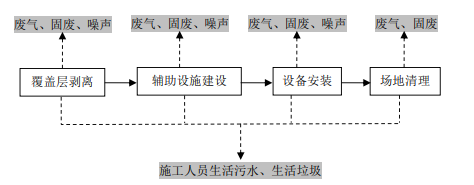 废气、固废、噪声 废气、固废、噪声 废气、固废、噪声 废气、固废
覆盖层剥离 辅助设施建设 设备安装 场地清理
施工人员生活污水、生活垃圾